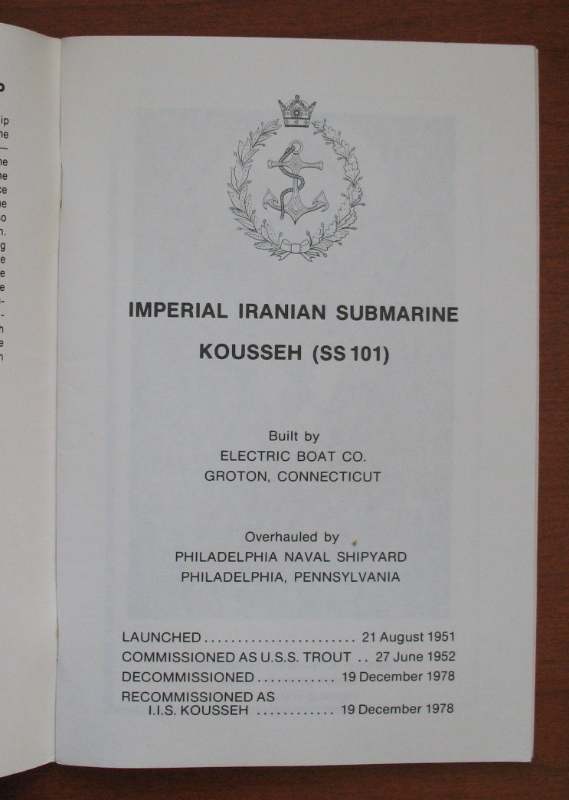 IMPERIAL IRANIAN SUBMARINE
KOUSSEH (SS 101)
Built by
ELECTRIC BOAT CO.
GROTON, CONNECTICUT
Overhauled by
PHILADELPHIA NAVAL SHIPYARD
PHILADELPHIA, PENNSYLVANIA
LAUNCHED ....................... 21 August 1951
COMMISSIONED AS U.S.S. TROUT .. 27 June 1952
DECOMMISSIONED ............ 19 December 1978
RECOMMISSIONED AS
I.I.S. KOUSSEH ............ 19 December 1978